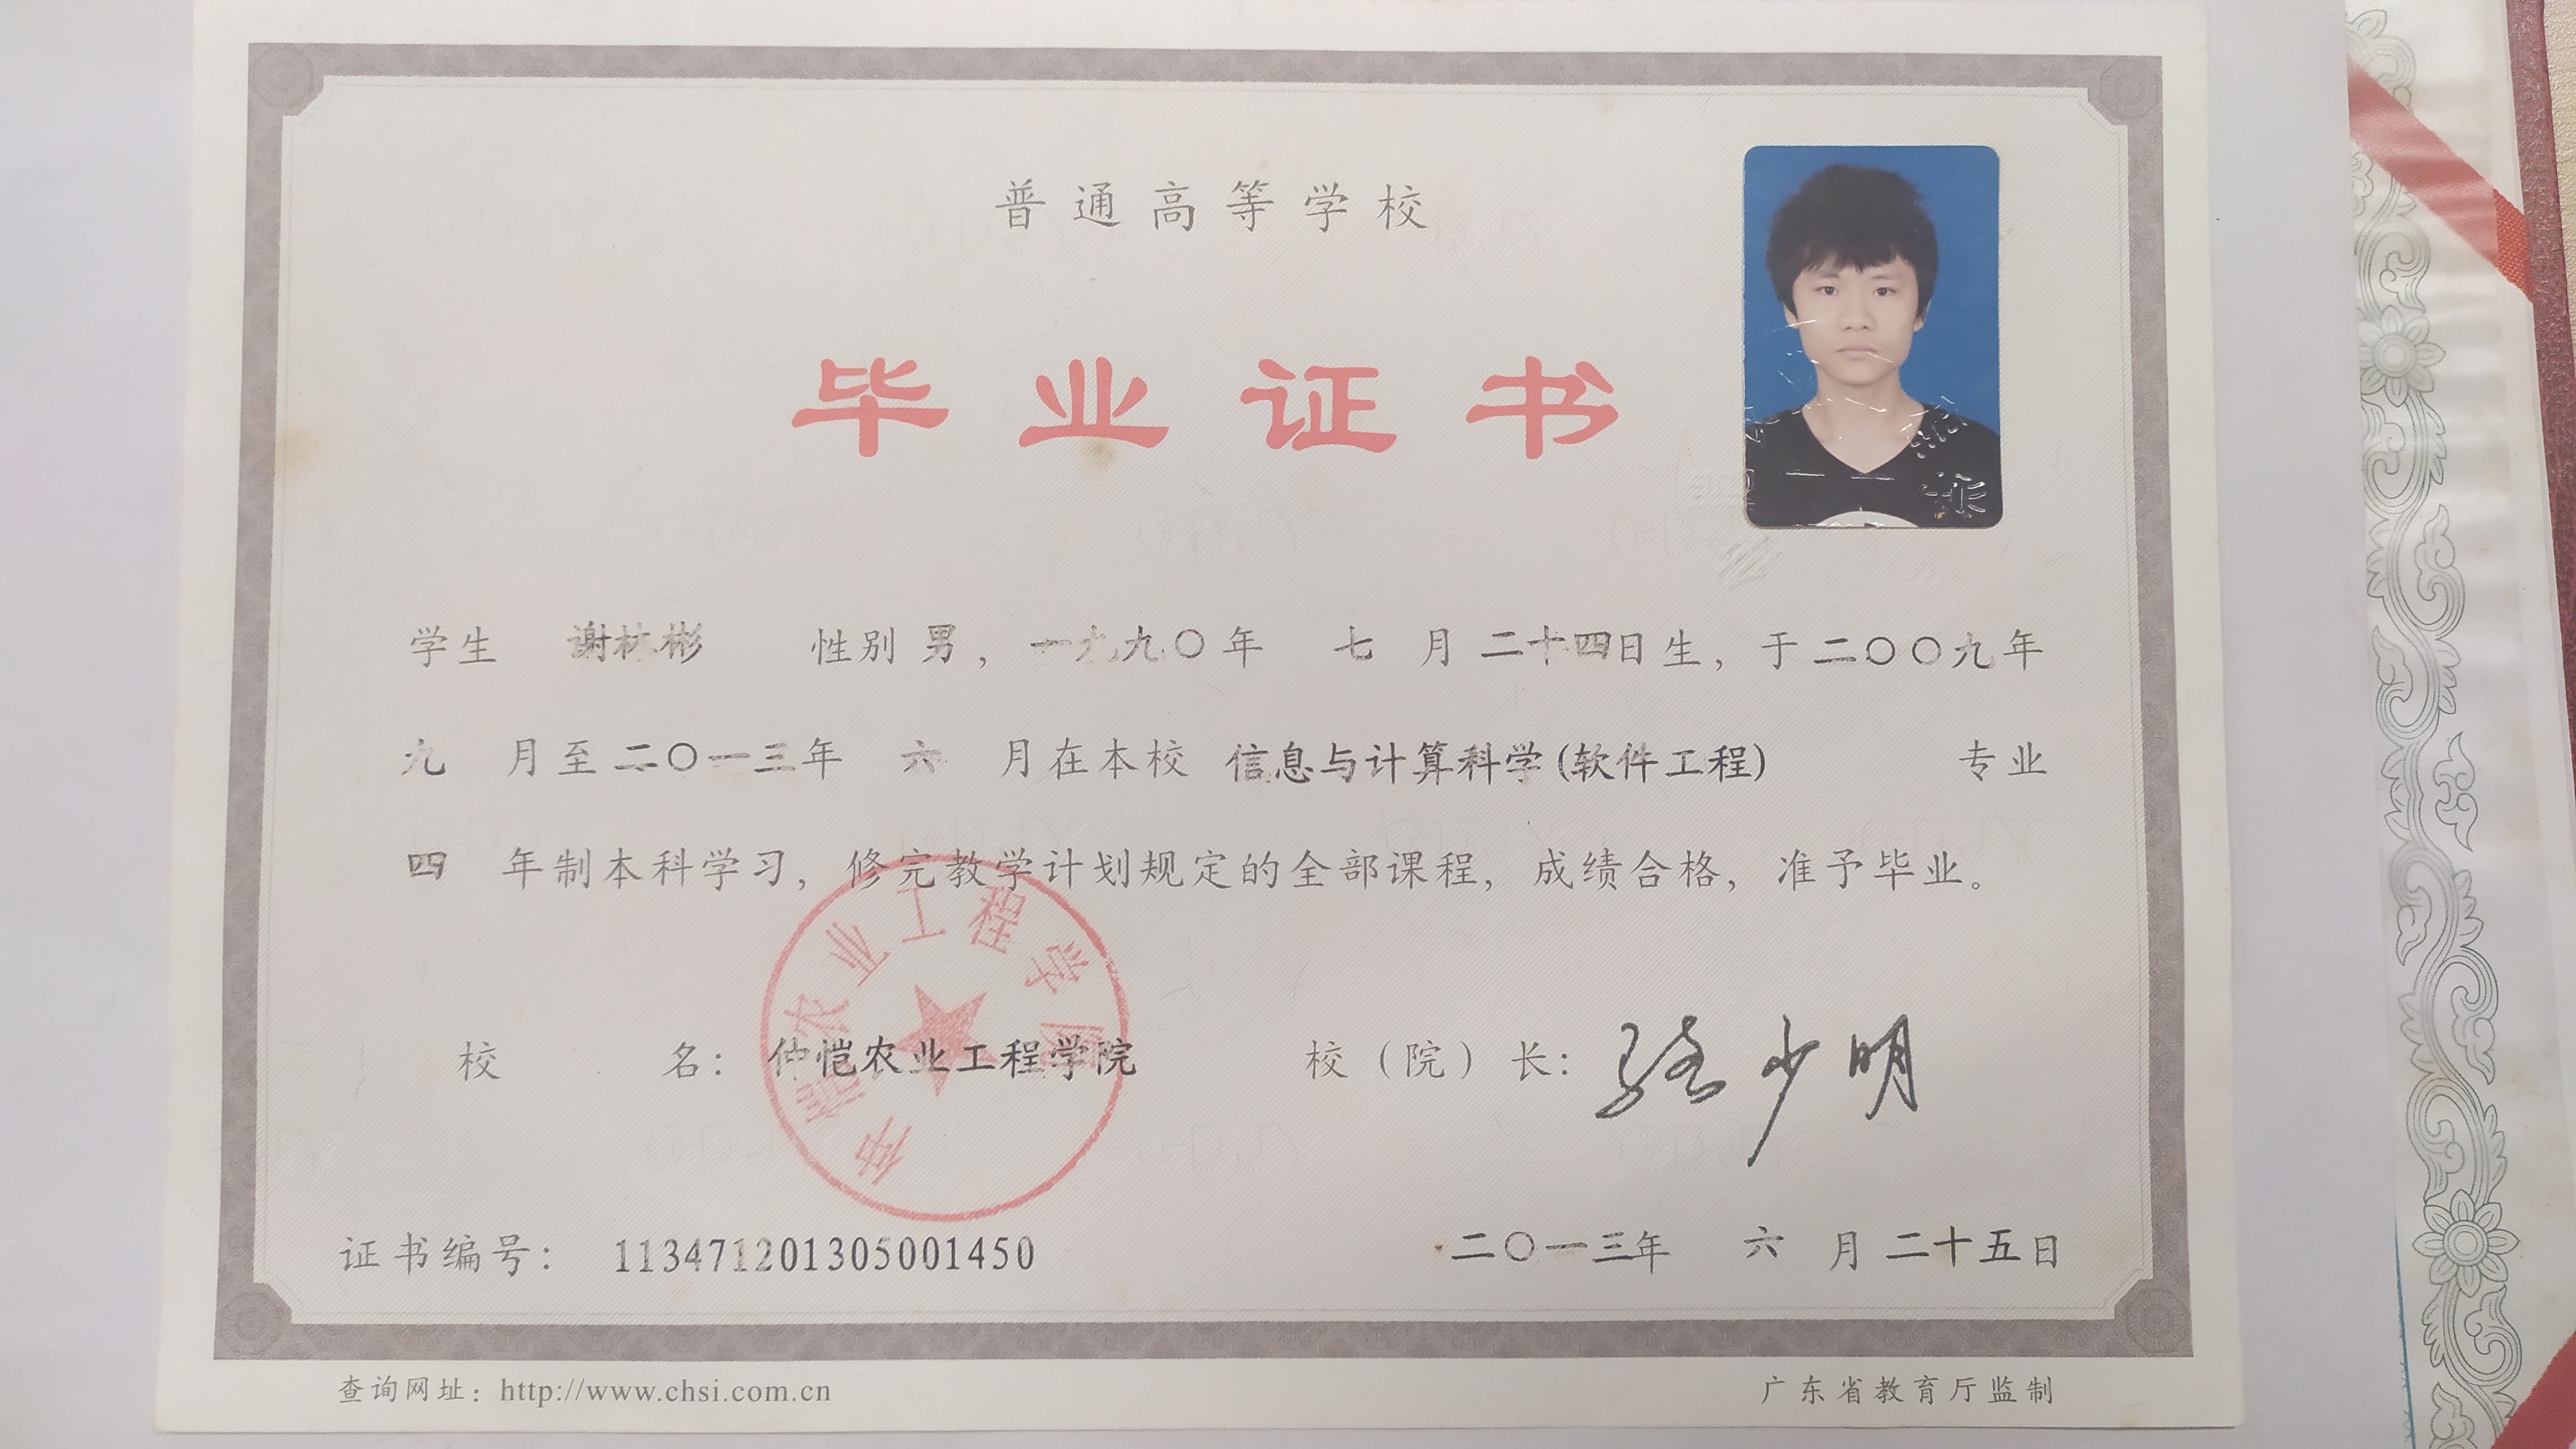 普通高等学校
毕业证书
学生 谢 彬 性别 男，一九九〇年 七 月 二十四日生，于二〇〇九年
九 月至二〇一三年 六 月在本校 信息与计算科学(软件工程) 专业
四 年制本科学习，修完教学计划规定的全部课程，成绩合格，准予毕业。
校 名：仲恺农业工程学院 校（院）长：
仲恺农业工程学院
证书编号：113471201305001450 二〇一三年 六 月 二十五日
查询网址：http://www.chsi.com.cn 广东省教育厅监制